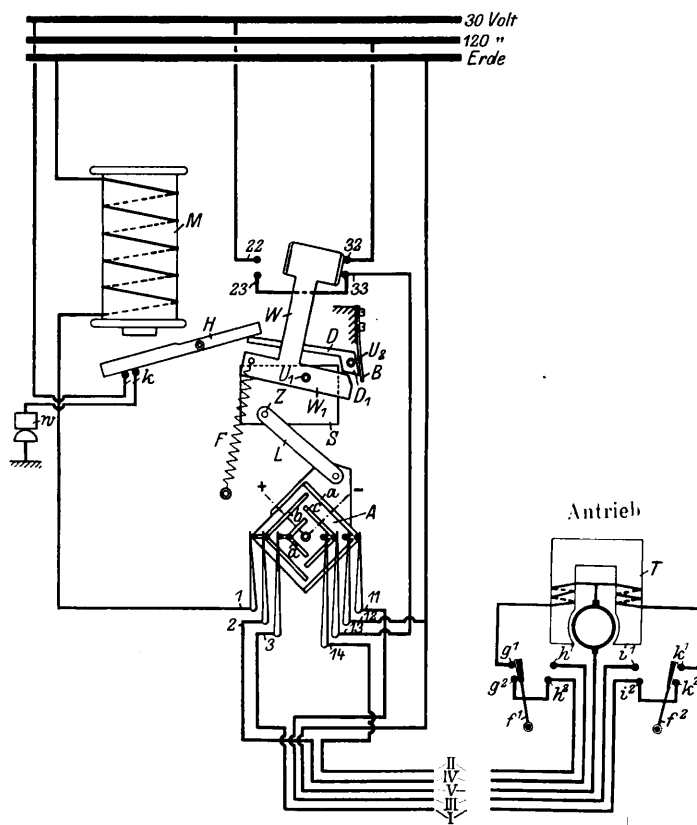 30 Volt
120 "
Erde
M
22
32
23
33
H
W
D
U2
B
D1
k
U1
W1
n
Z
S
F
L
+
−
a
c
b
A
d
Antrieb
T
1
11
2
12
3
13
14
g1
h1
i1
k1
g2
h2
i2
k2
f1
f2
II
IV
V
III
I